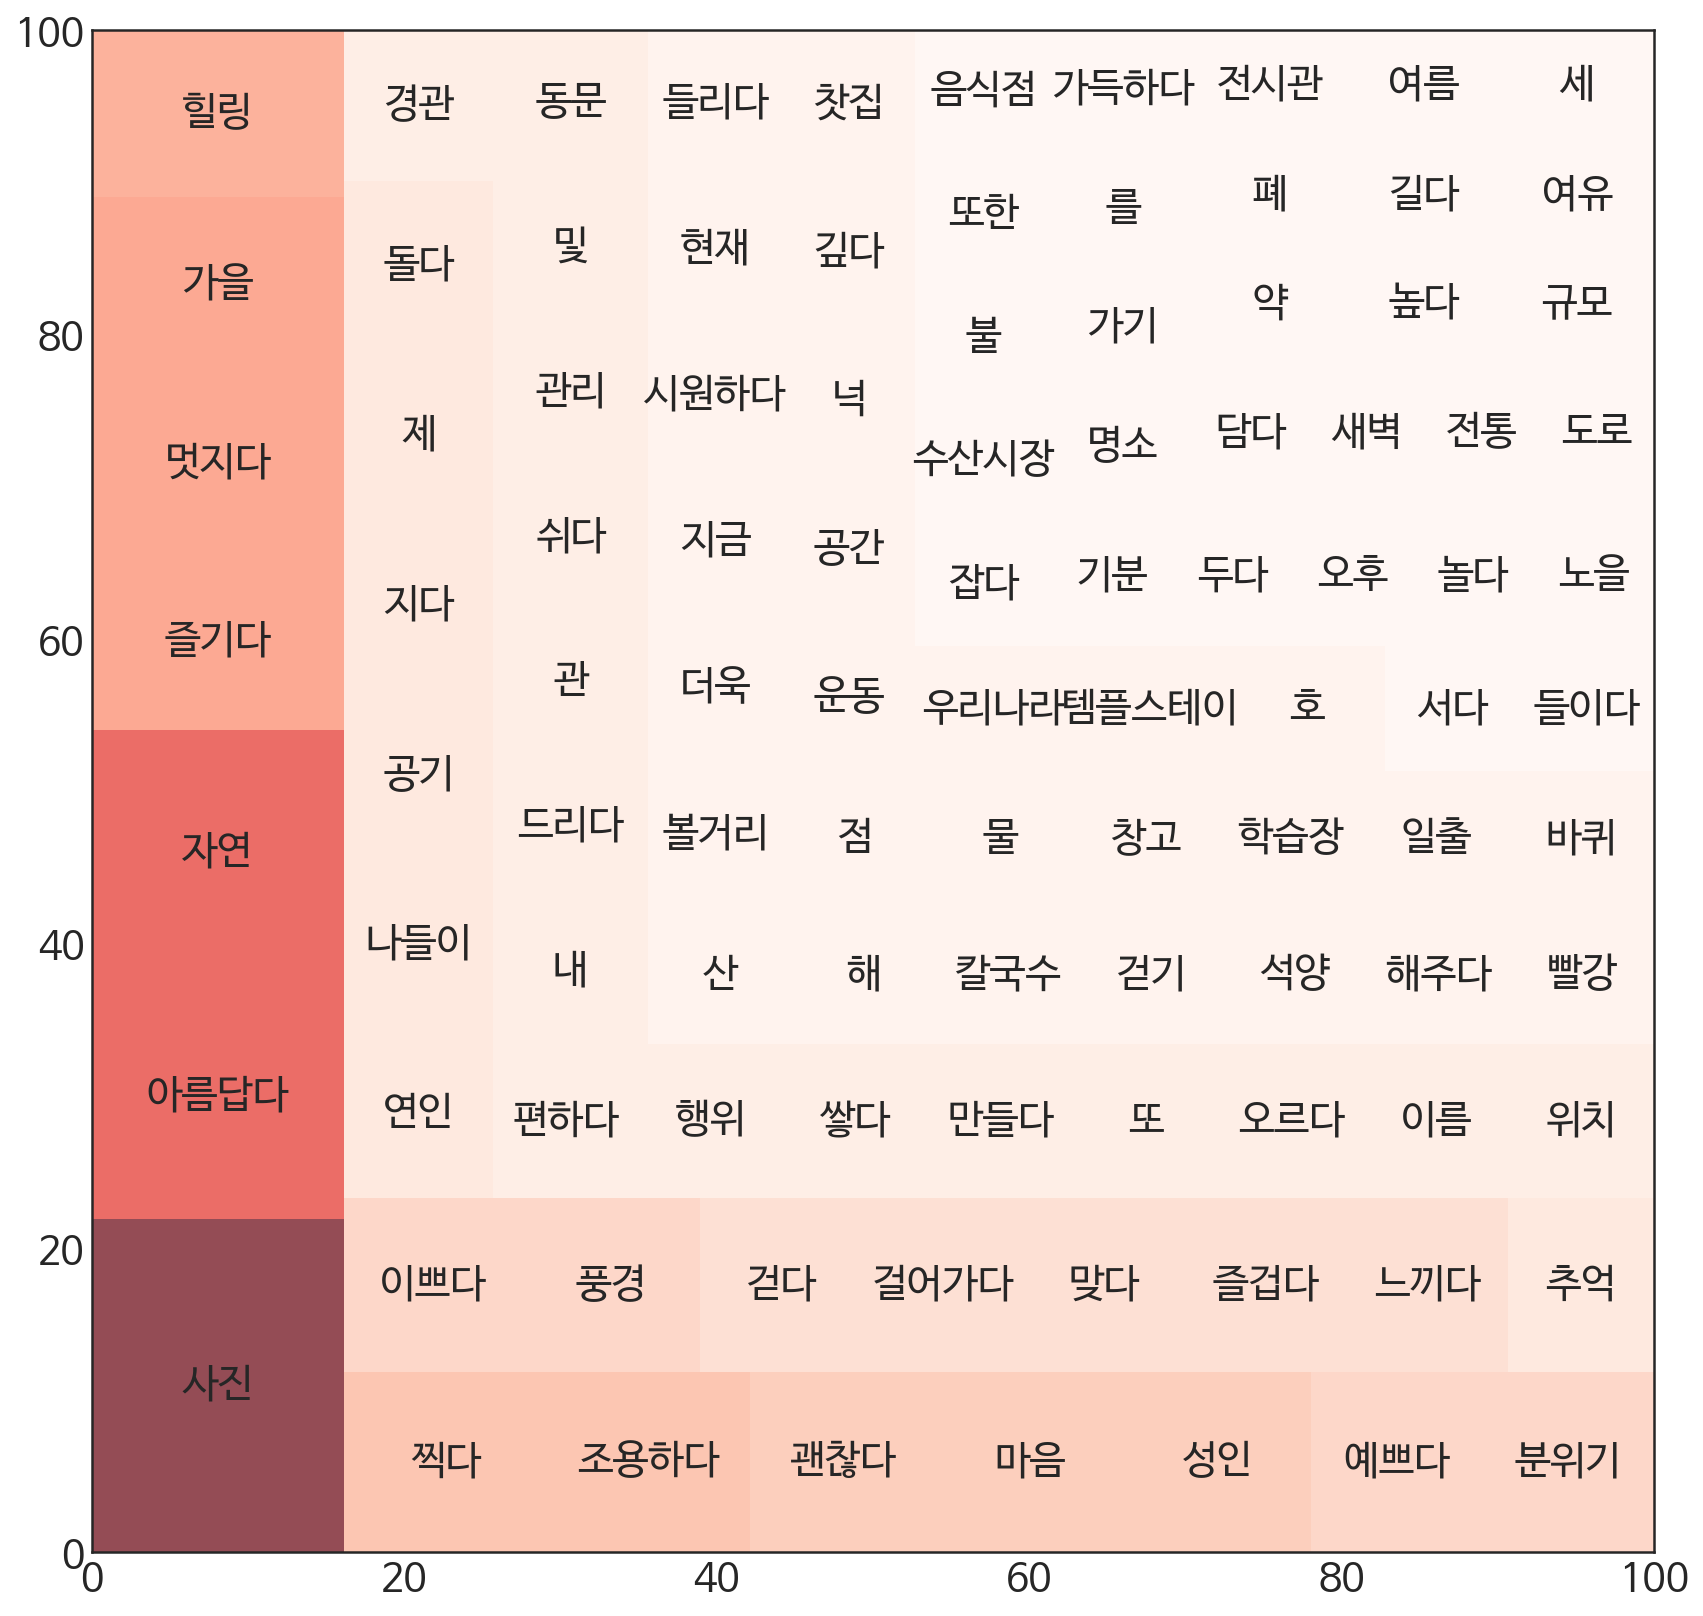 100
힐링 경관 동문 들리다 찻집 음식점 가득하다 전시관 여름 세
또한 를 폐 길다 여유
가을 돌다 및 현재 깊다
불 가기 약 높다 규모
80
관리 시원하다 넉
멋지다 제 수산시장 명소 담다 새벽 전통 도로
쉬다 지금 공간
잡다 기분 두다 오후 놀다 노을
즐기다 지다
60
관 더욱 운동 우리나라 템플스테이 호 서다 들이다
공기
자연 드리다 볼거리 점 물 창고 학습장 일출 바퀴
40
나들이 내 산 해 칼국수 걷기 석양 해주다 빨강
아름답다 연인 편하다 행위 쌓다 만들다 또 오르다 이름 위치
20
이쁘다 풍경 걷다 걸어가다 맞다 즐겁다 느끼다 추억
사진
찍다 조용하다 괜찮다 마음 성인 예쁘다 분위기
0
0 20 40 60 80 100